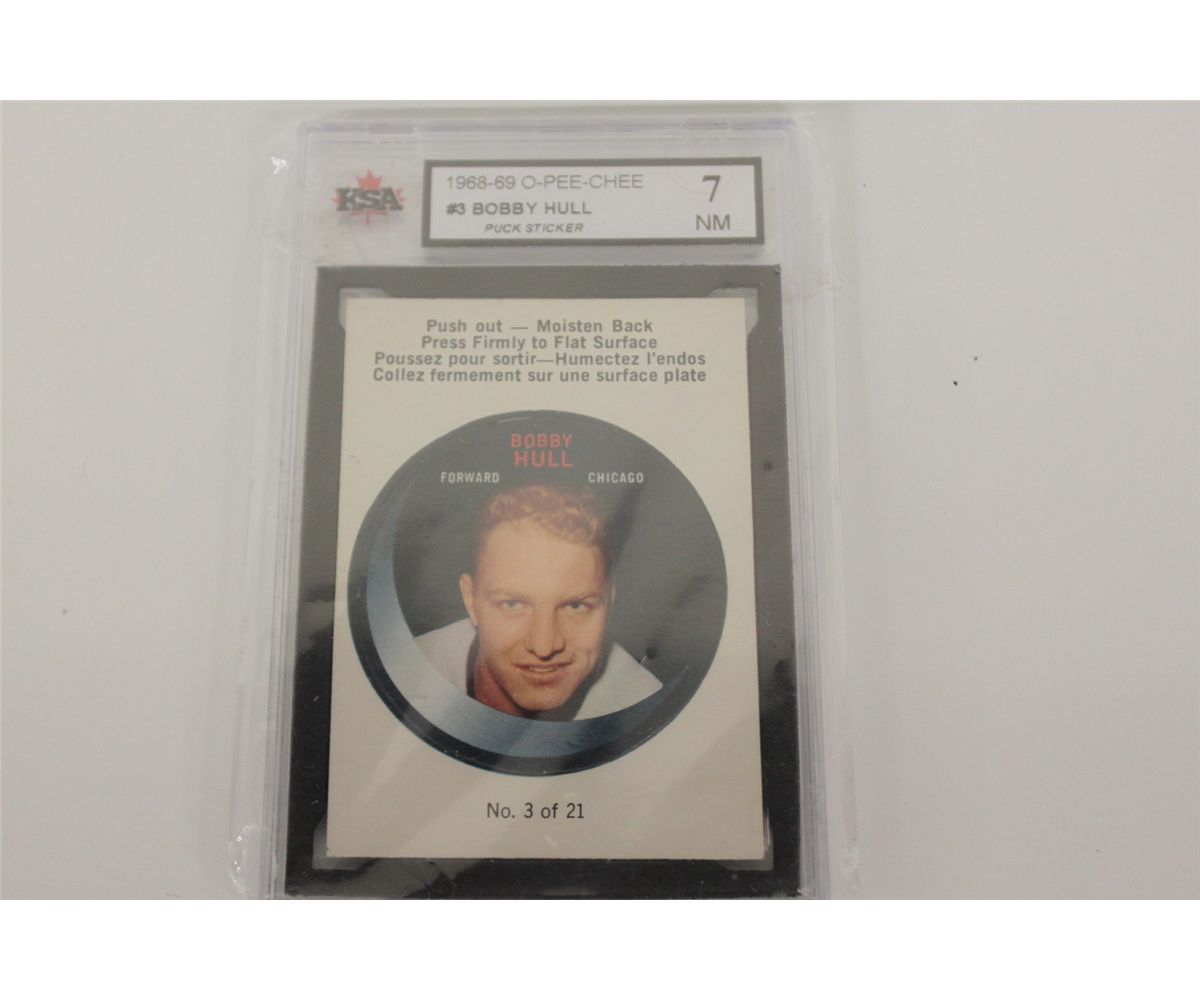 KSA
1968-69 O-PEE-CHEE
7
#3 BOBBY HULL
NM
PUCK STICKER
Push out — Moisten Back
Press Firmly to Flat Surface
Poussez pour sortir—Humectez l'endos
Collez fermement sur une surface plate
BOBBY
HULL
FORWARD CHICAGO
No. 3 of 21